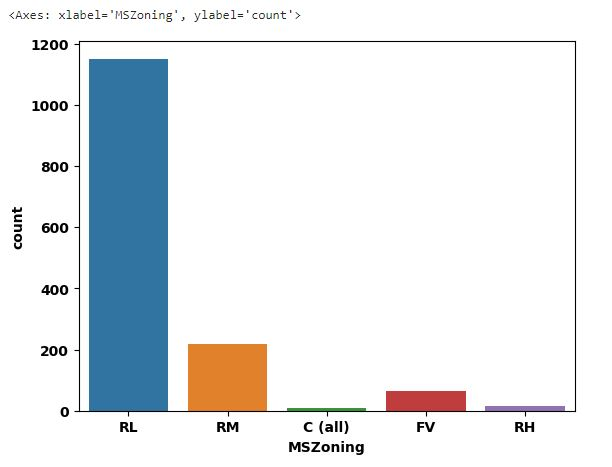 <Axes: xlabel='MSZoning', ylabel='count'>
1200
1000
800
600
400
200
0
count
RL RM C (all) FV RH
MSZoning